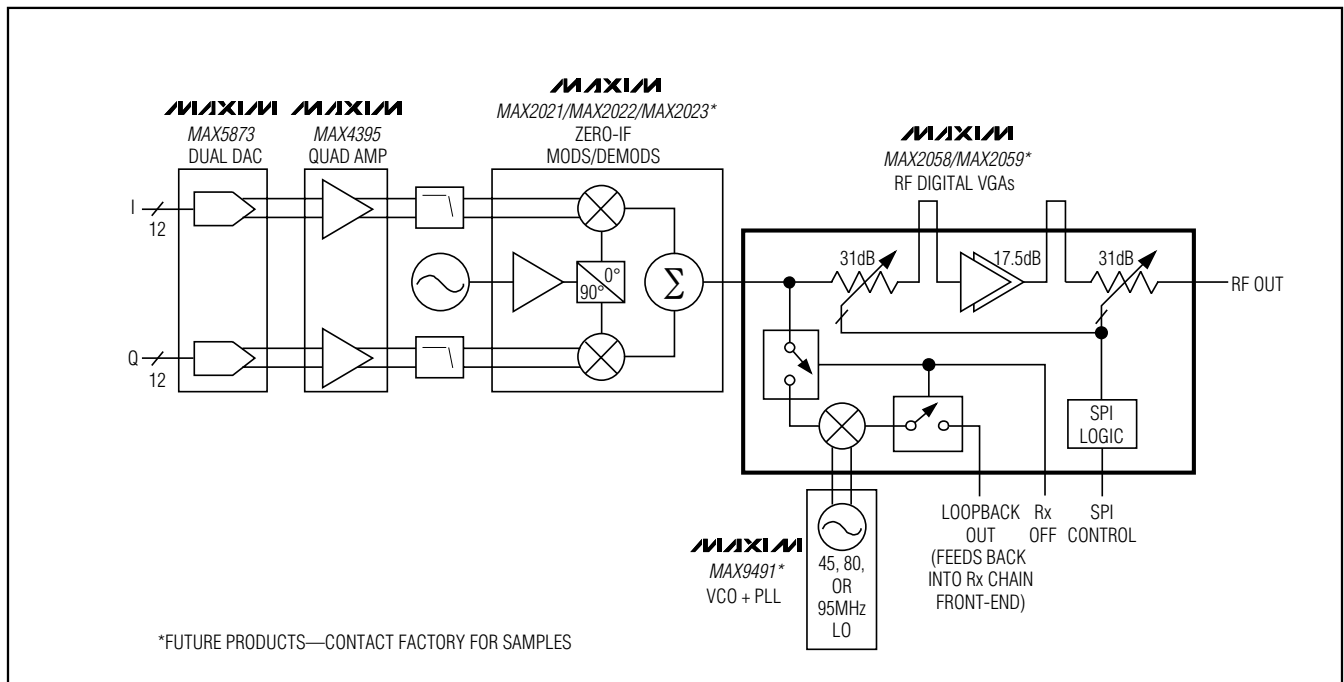 MAXIM
MAX5873
DUAL DAC
MAXIM
MAX4395
QUAD AMP
MAXIM
MAX2021/MAX2022/MAX2023*
ZERO-IF
MODS/DEMODS
MAXIM
MAX2058/MAX2059*
RF DIGITAL VGAs
I
12
Q
12
0°
90°
Σ
31dB
17.5dB
31dB
RF OUT
SPI
LOGIC
LOOPBACK
OUT
(FEEDS BACK
INTO Rx CHAIN
FRONT-END)
Rx
OFF
SPI
CONTROL
MAXIM
MAX9491*
VCO + PLL
45, 80,
OR
95MHz
LO
*FUTURE PRODUCTS—CONTACT FACTORY FOR SAMPLES